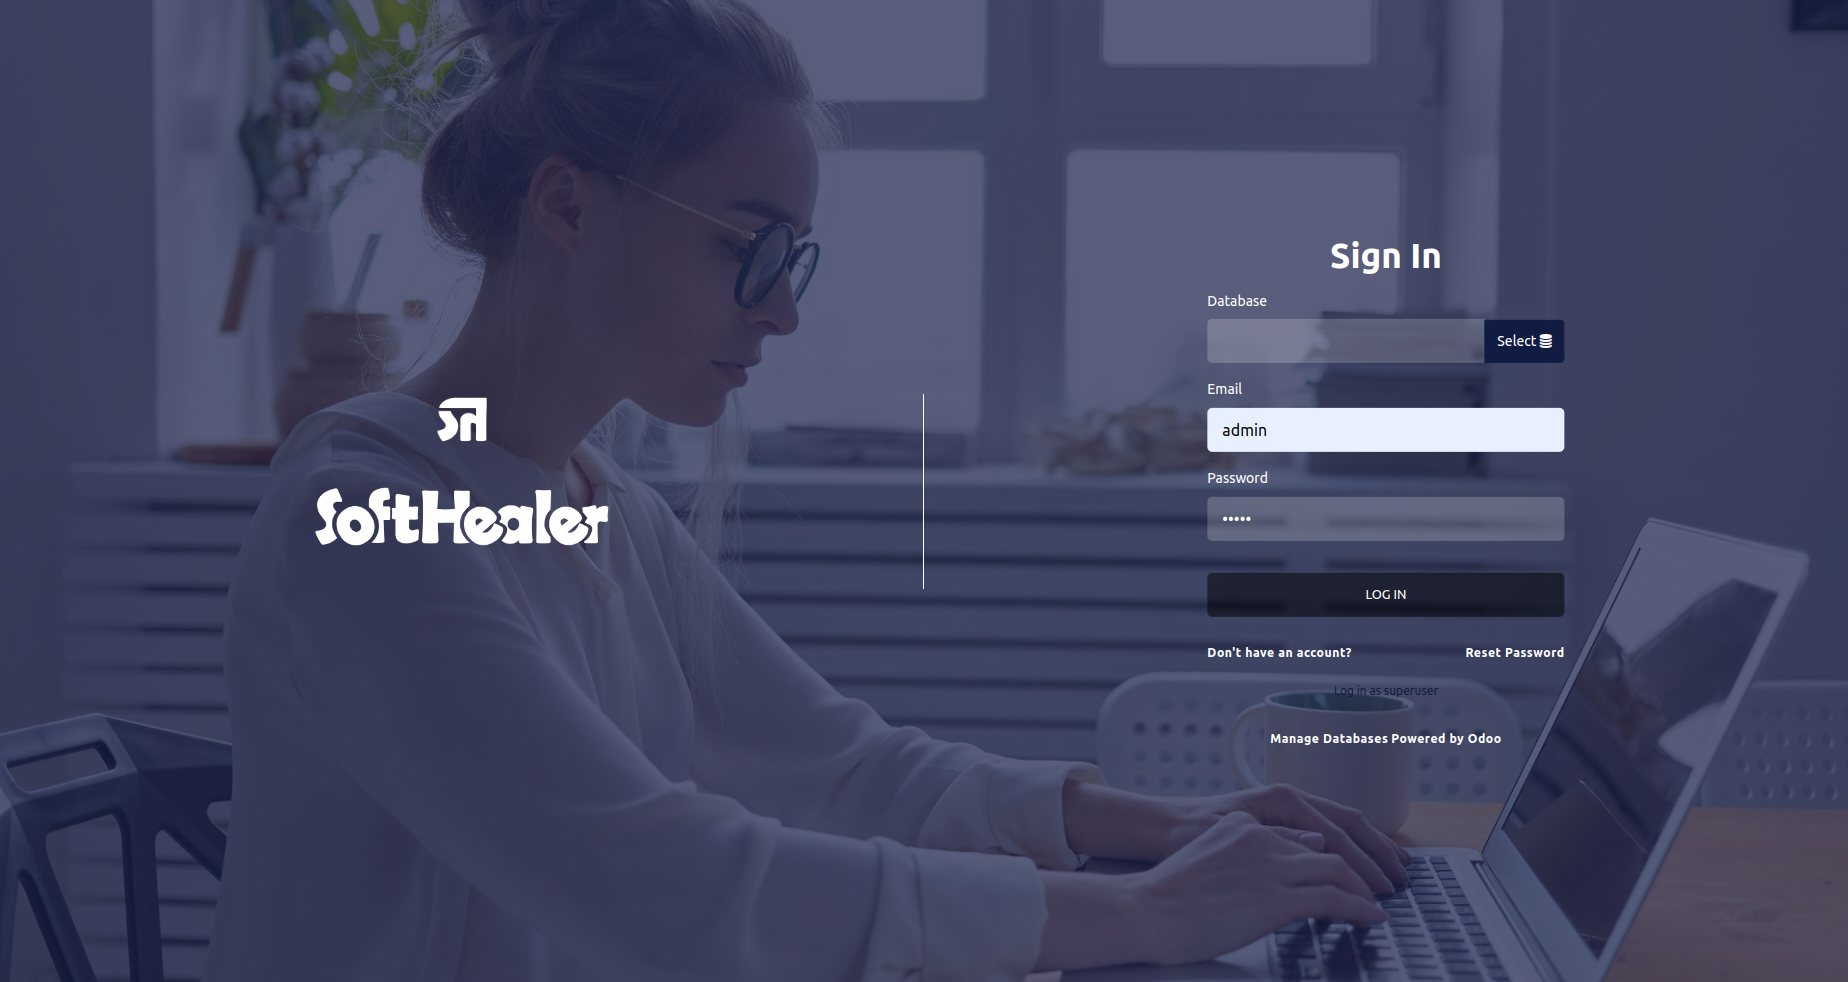 Sign In
Database
Select
Email
admin
Password
•••••
LOG IN
Don't have an account? Reset Password
Log in as superuser
Manage Databases Powered by Odoo
sh
SoftHealer